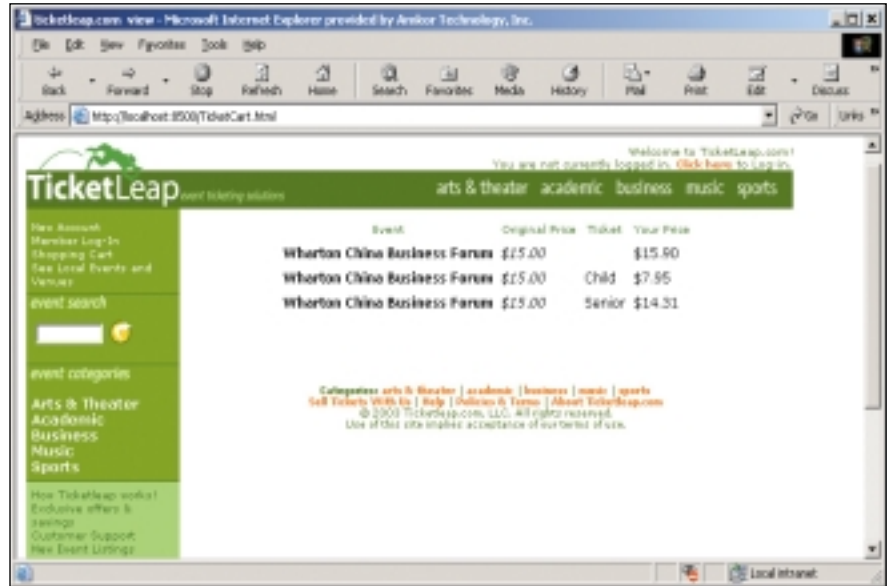 Ticketleap.com view - Microsoft Internet Explorer provided by Amkor Technology, Inc.
File Edit View Favorites Tools Help
Back Forward Stop Refresh Home Search Favorites Media History Mail Print Edit Discuss
Address http://localhost:8500/TicketCart.html Go Links
Welcome to TicketLeap.com!
You are not currently logged in. Click here to Log-in.
TicketLeap event ticketing solutions
arts & theater academic business music sports
New Account
Member Log-In
Shopping Cart
See Local Events and
Venues
event search
event categories
Arts & Theater
Academic
Business
Music
Sports
How Ticketleap works!
Exclusive offers &
savings
Customer Support
New Event Listings
Event Original Price Ticket Your Price
Wharton China Business Forum $15.00 $15.90
Wharton China Business Forum $15.00 Child $7.95
Wharton China Business Forum $15.00 Senior $14.31
Categories: arts & theater | academic | business | music | sports
Sell Tickets With Us | Help | Policies & Terms | About Ticketleap.com
© 2003 Ticketleap.com, LLC. All rights reserved.
Use of this site implies acceptance of our terms of use.
Local intranet